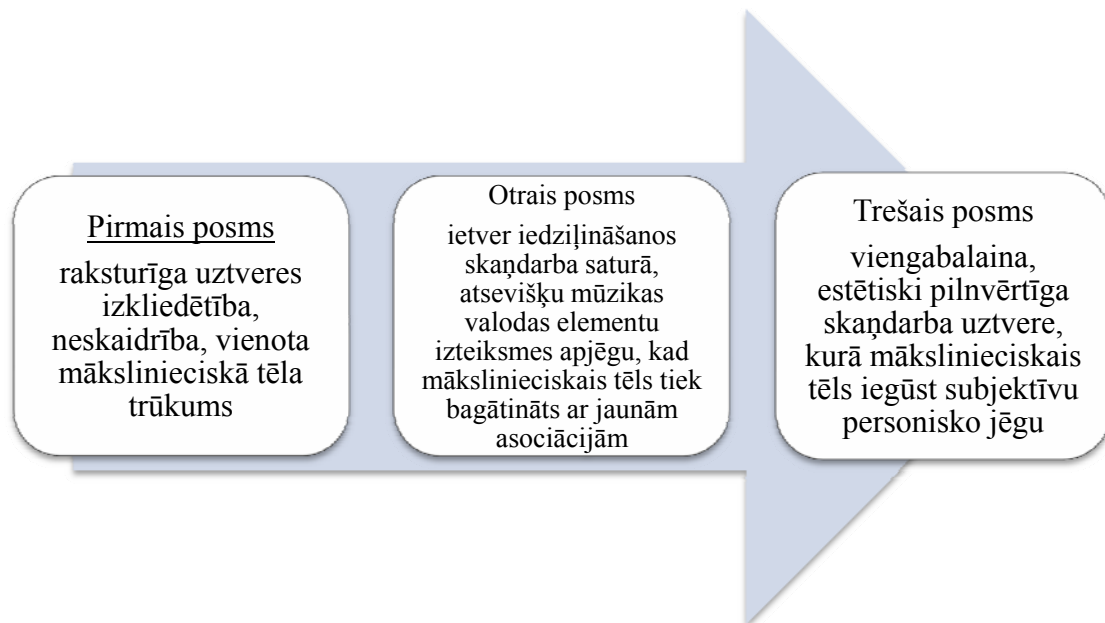 Pirmais posms
raksturīga uztveres
izkliedētība,
neskaidrība, vienota
mākslinieciskā tēla
trūkums
Otrais posms
ietver iedziļināšanos
skaņdarba saturā,
atsevišķu mūzikas
valodas elementu
izteiksmes apjēgu, kad
mākslinieciskais tēls tiek
bagātināts ar jaunām
asociācijām
Trešais posms
viengabalaina,
estētiski pilnvērtīga
skaņdarba uztvere,
kurā mākslinieciskais
tēls iegūst subjektīvu
personisko jēgu